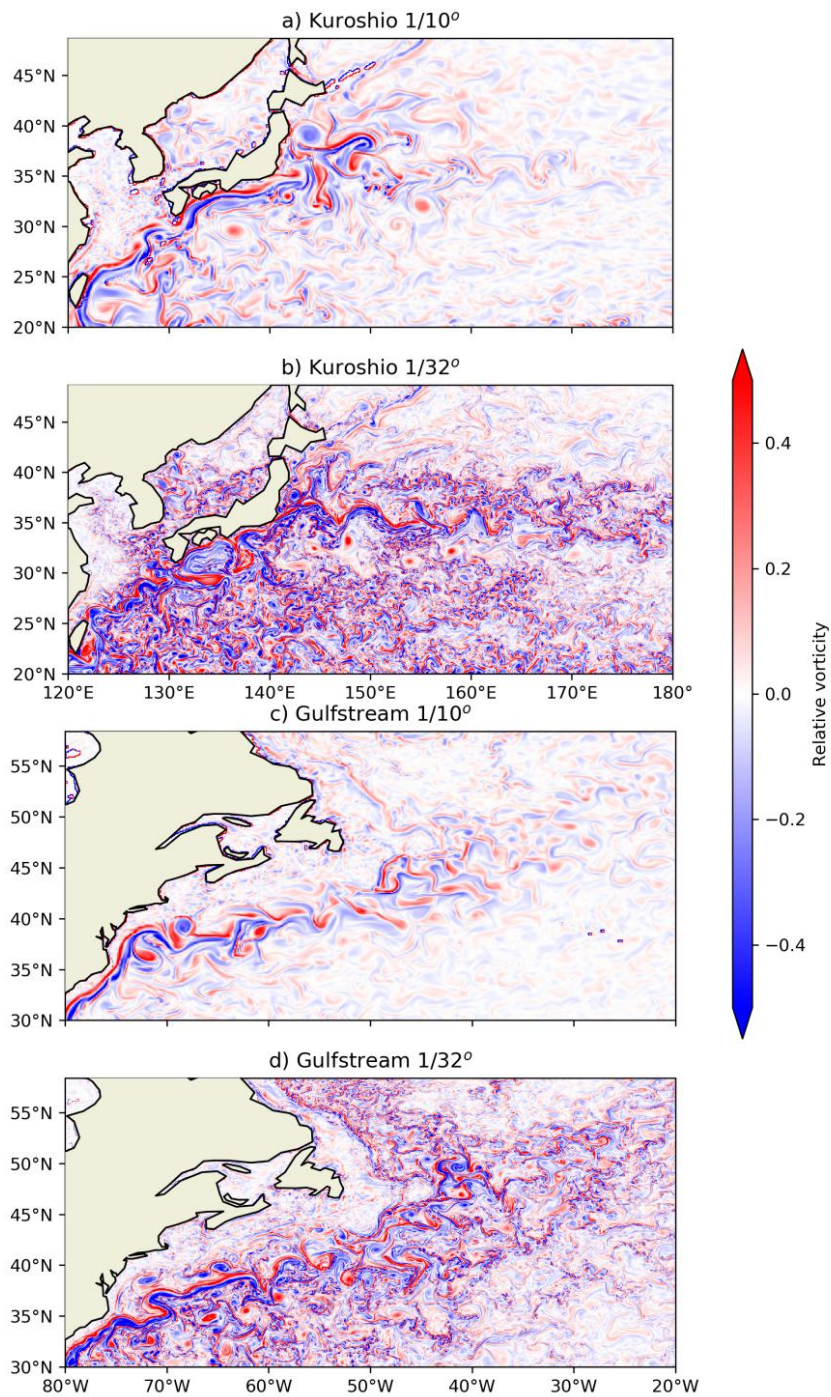 a) Kuroshio 1/10°
45°N
40°N
35°N
30°N
25°N
20°N
b) Kuroshio 1/32°
45°N
40°N
35°N
30°N
25°N
20°N
120°E 130°E 140°E 150°E 160°E 170°E 180°
c) Gulfstream 1/10°
55°N
50°N
45°N
40°N
35°N
30°N
d) Gulfstream 1/32°
55°N
50°N
45°N
40°N
35°N
30°N
80°W 70°W 60°W 50°W 40°W 30°W 20°W
0.4
0.2
0.0
−0.2
−0.4
Relative vorticity